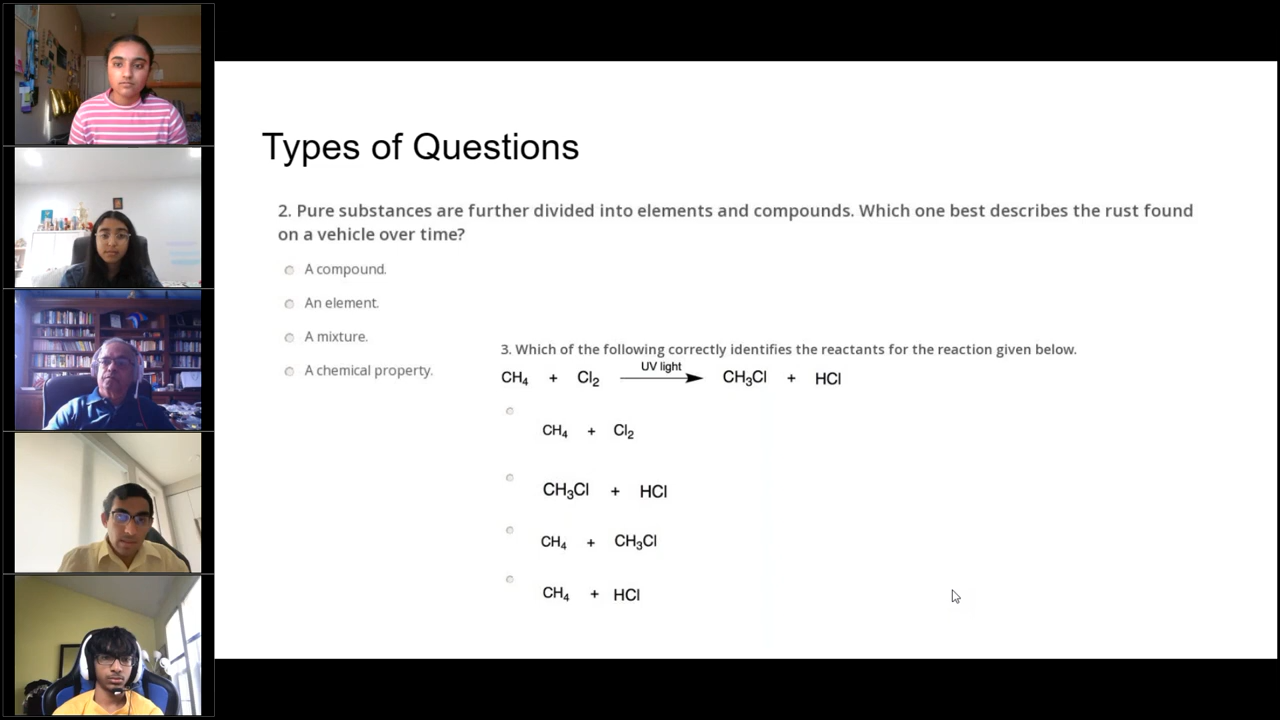 Types of Questions
2. Pure substances are further divided into elements and compounds. Which one best describes the rust found
on a vehicle over time?
A compound.
An element.
A mixture.
A chemical property.
3. Which of the following correctly identifies the reactants for the reaction given below.
UV light
CH₄ + Cl₂ → CH₃Cl + HCl
CH₄ + Cl₂
CH₃Cl + HCl
CH₄ + CH₃Cl
CH₄ + HCl